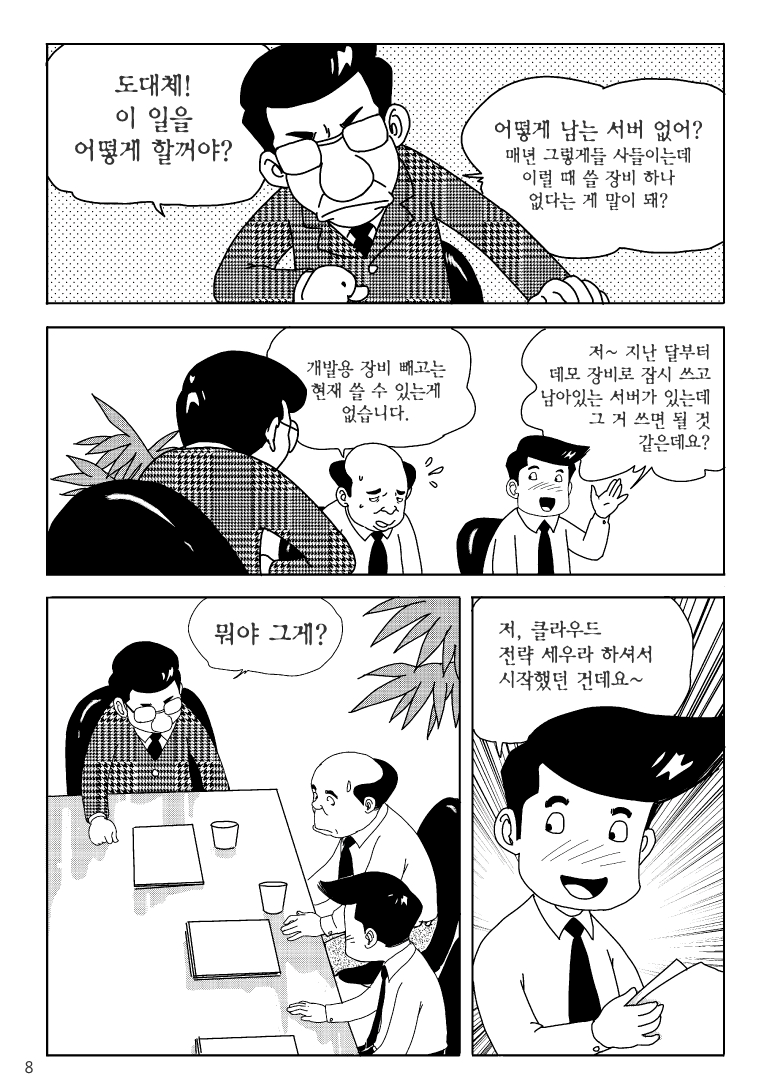 도대체!
이 일을
어떻게 할꺼야?
어떻게 남는 서버 없어?
매년 그렇게들 사들이는데
이럴 때 쓸 장비 하나
없다는 게 말이 돼?
개발용 장비 빼고는
현재 쓸 수 있는게
없습니다.
저~ 지난 달부터
데모 장비로 잠시 쓰고
남아있는 서버가 있는데
그 거 쓰면 될 것
같은데요?
뭐야 그게?
저, 클라우드
전략 세우라 하셔서
시작했던 건데요~
8